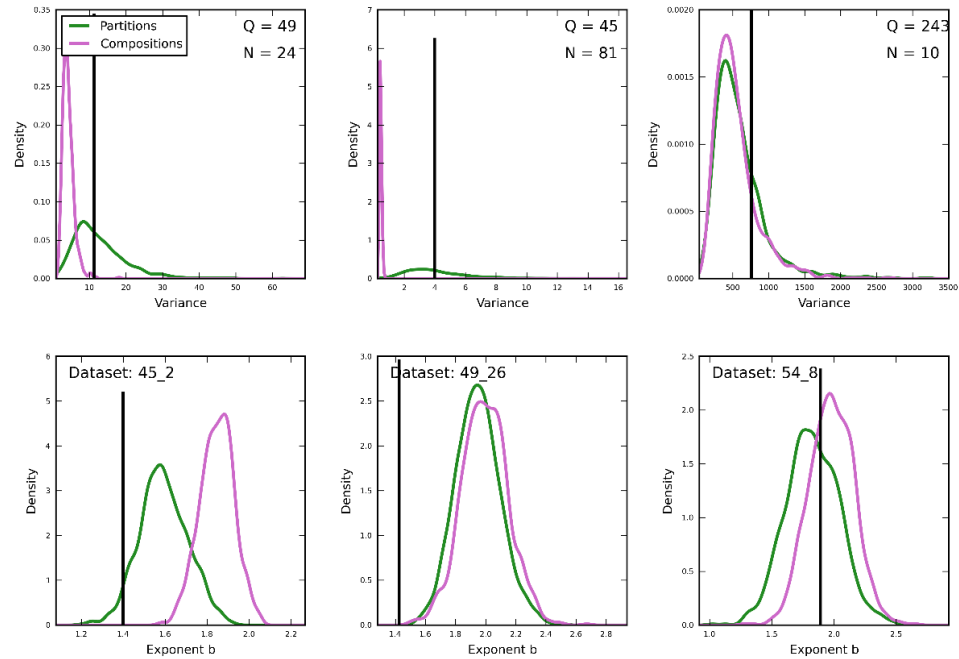 0.35
0.30
0.25
0.20
0.15
0.10
0.05
0.00
Density
Partitions
Compositions
Q = 49
N = 24
10 20 30 40 50 60
Variance
7
6
5
4
3
2
1
0
Density
Q = 45
N = 81
2 4 6 8 10 12 14 16
Variance
0.0020
0.0015
0.0010
0.0005
0.0000
Density
Q = 243
N = 10
500 1000 1500 2000 2500 3000 3500
Variance
6
5
4
3
2
1
0
Density
Dataset: 45_2
1.2 1.4 1.6 1.8 2.0 2.2
Exponent b
3.0
2.5
2.0
1.5
1.0
0.5
0.0
Density
Dataset: 49_26
1.4 1.6 1.8 2.0 2.2 2.4 2.6 2.8
Exponent b
2.5
2.0
1.5
1.0
0.5
0.0
Density
Dataset: 54_8
1.0 1.5 2.0 2.5
Exponent b